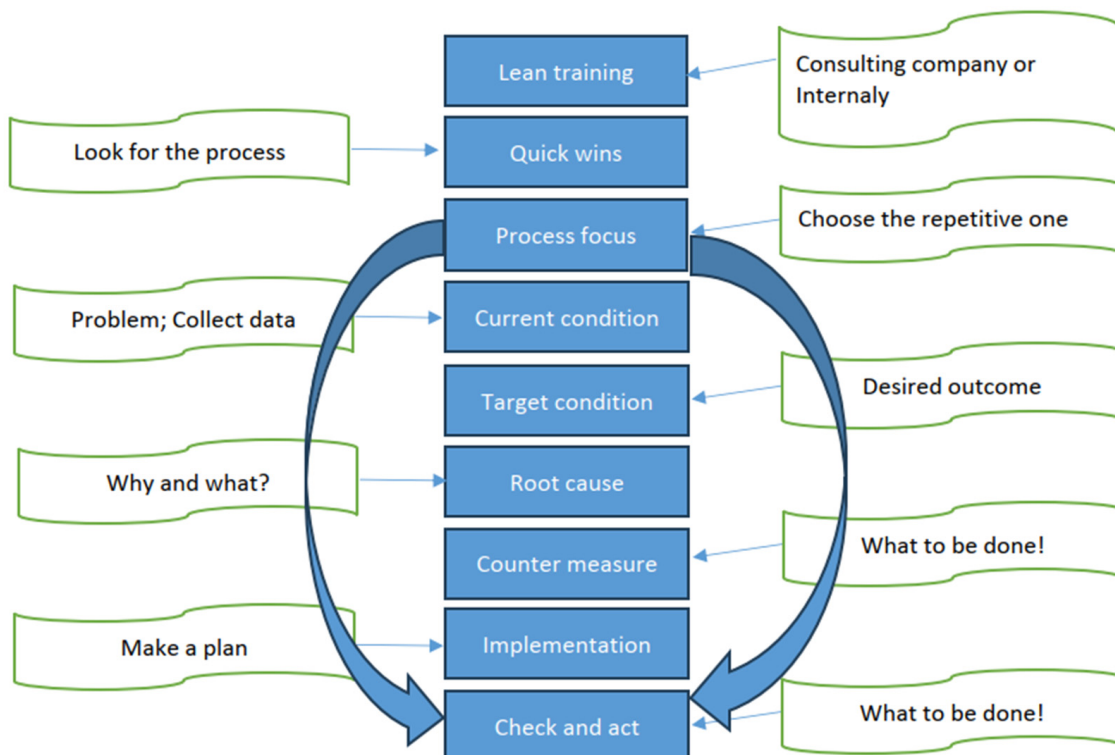 Lean training
Consulting company or
Internaly
Look for the process
Quick wins
Process focus
Choose the repetitive one
Problem; Collect data
Current condition
Target condition
Desired outcome
Why and what?
Root cause
Counter measure
What to be done!
Make a plan
Implementation
Check and act
What to be done!